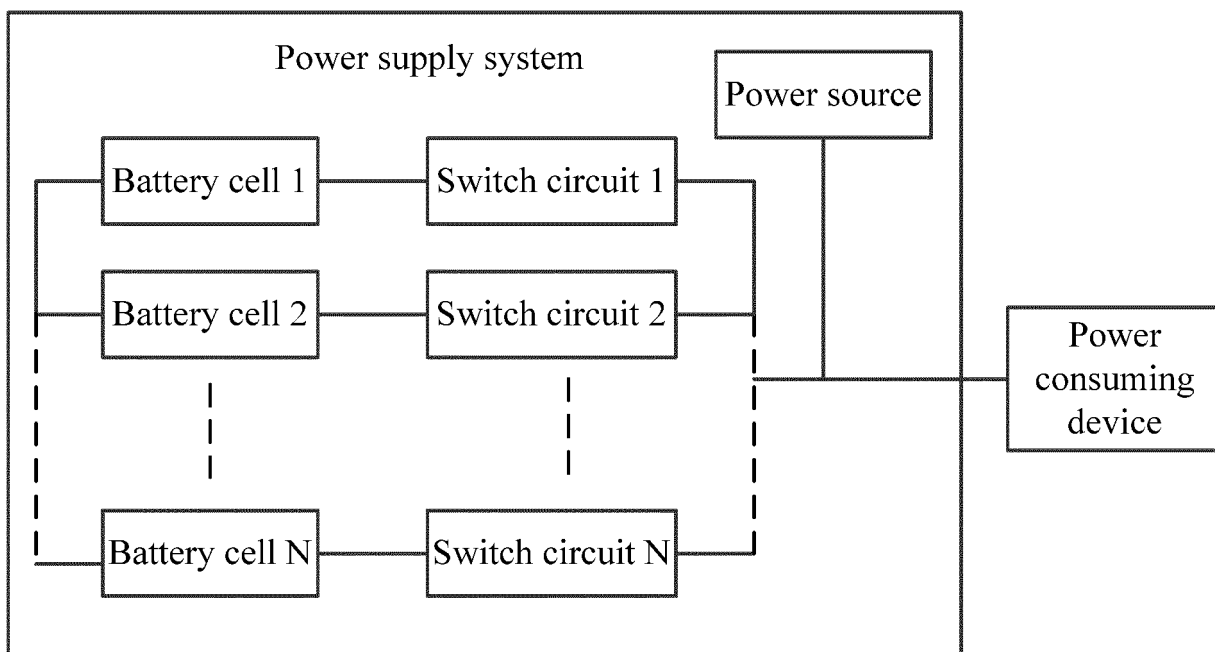 Power supply system
Power source
Battery cell 1
Switch circuit 1
Battery cell 2
Switch circuit 2
Power
consuming
device
Battery cell N
Switch circuit N